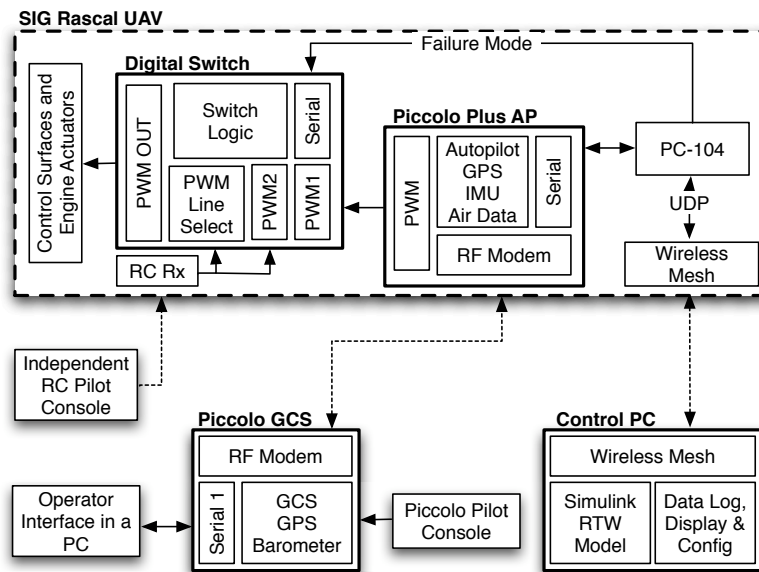 SIG Rascal UAV
Failure Mode
Digital Switch
Control Surfaces and
Engine Actuators
PWM OUT
Switch
Logic
Serial
PWM
Line
Select
PWM2
PWM1
RC Rx
Piccolo Plus AP
PWM
Autopilot
GPS
IMU
Air Data
Serial
RF Modem
PC-104
UDP
Wireless
Mesh
Independent
RC Pilot
Console
Piccolo GCS
RF Modem
Serial 1
GCS
GPS
Barometer
Operator
Interface in a
PC
Piccolo Pilot
Console
Control PC
Wireless Mesh
Simulink
RTW
Model
Data Log,
Display &
Config